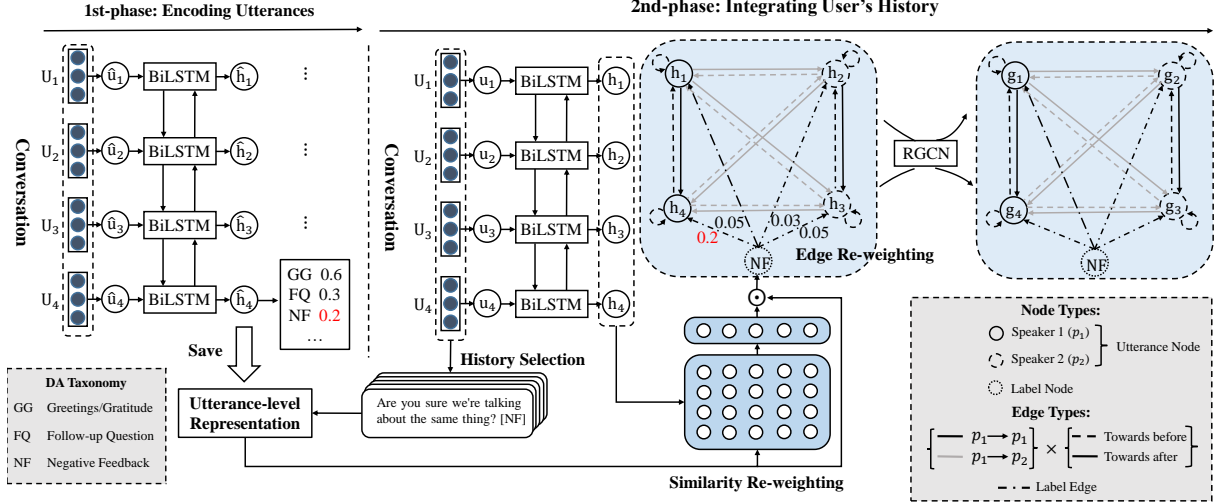 1st-phase: Encoding Utterances
2nd-phase: Integrating User's History
Conversation
U1 û1 BiLSTM ĥ1
U2 û2 BiLSTM ĥ2
U3 û3 BiLSTM ĥ3
U4 û4 BiLSTM ĥ4
GG 0.6
FQ 0.3
NF 0.2
...
Save
Utterance-level
Representation
DA Taxonomy
GG Greetings/Gratitude
FQ Follow-up Question
NF Negative Feedback
Conversation
U1 u1 BiLSTM h1
U2 u2 BiLSTM h2
U3 u3 BiLSTM h3
U4 u4 BiLSTM h4
History Selection
Are you sure we're talking
about the same thing? [NF]
h1 h2
h4 h3
0.2 0.05 0.03 0.05
NF
Edge Re-weighting
Similarity Re-weighting
RGCN
g1 g2
g4 g3
NF
Node Types:
Speaker 1 (p1)
Speaker 2 (p2)
Utterance Node
Label Node
Edge Types:
p1 → p1
p1 → p2
×
Towards before
Towards after
Label Edge